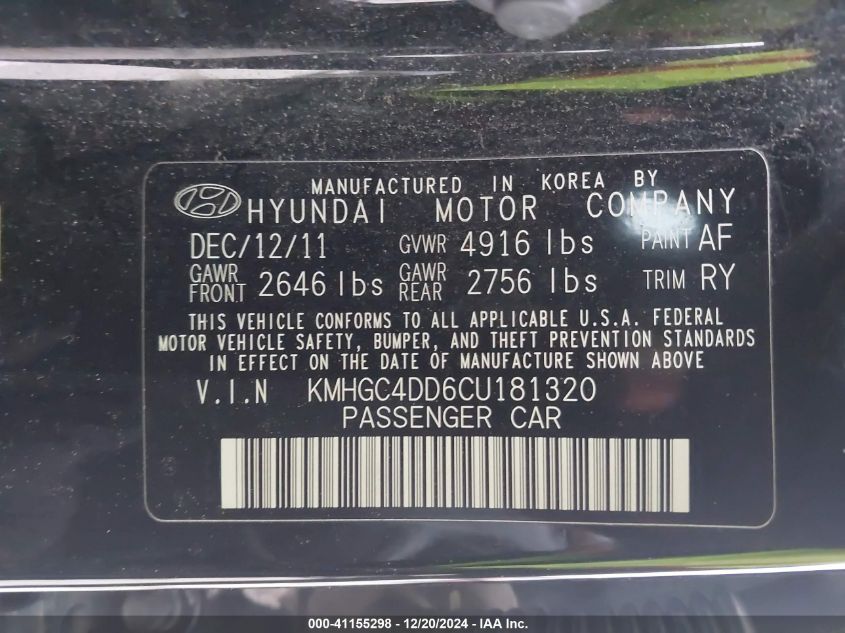 MANUFACTURED IN KOREA BY
HYUNDAI MOTOR COMPANY
DEC/12/11 GVWR 4916 lbs PAINT AF
GAWR FRONT 2646 lbs GAWR REAR 2756 lbs TRIM RY
THIS VEHICLE CONFORMS TO ALL APPLICABLE U.S.A. FEDERAL
MOTOR VEHICLE SAFETY, BUMPER, AND THEFT PREVENTION STANDARDS
IN EFFECT ON THE DATE OF MANUFACTURE SHOWN ABOVE
V.I.N KMHGC4DD6CU181320
PASSENGER CAR
000-41155298 - 12/20/2024 - IAA Inc.